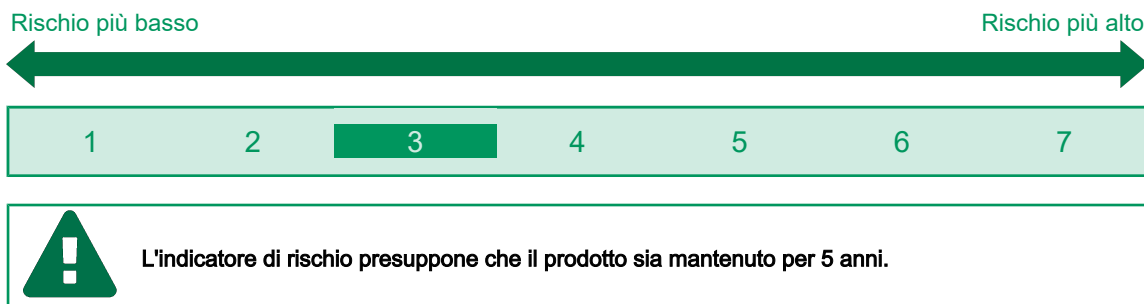 Rischio più basso Rischio più alto
1 2 3 4 5 6 7
L'indicatore di rischio presuppone che il prodotto sia mantenuto per 5 anni.